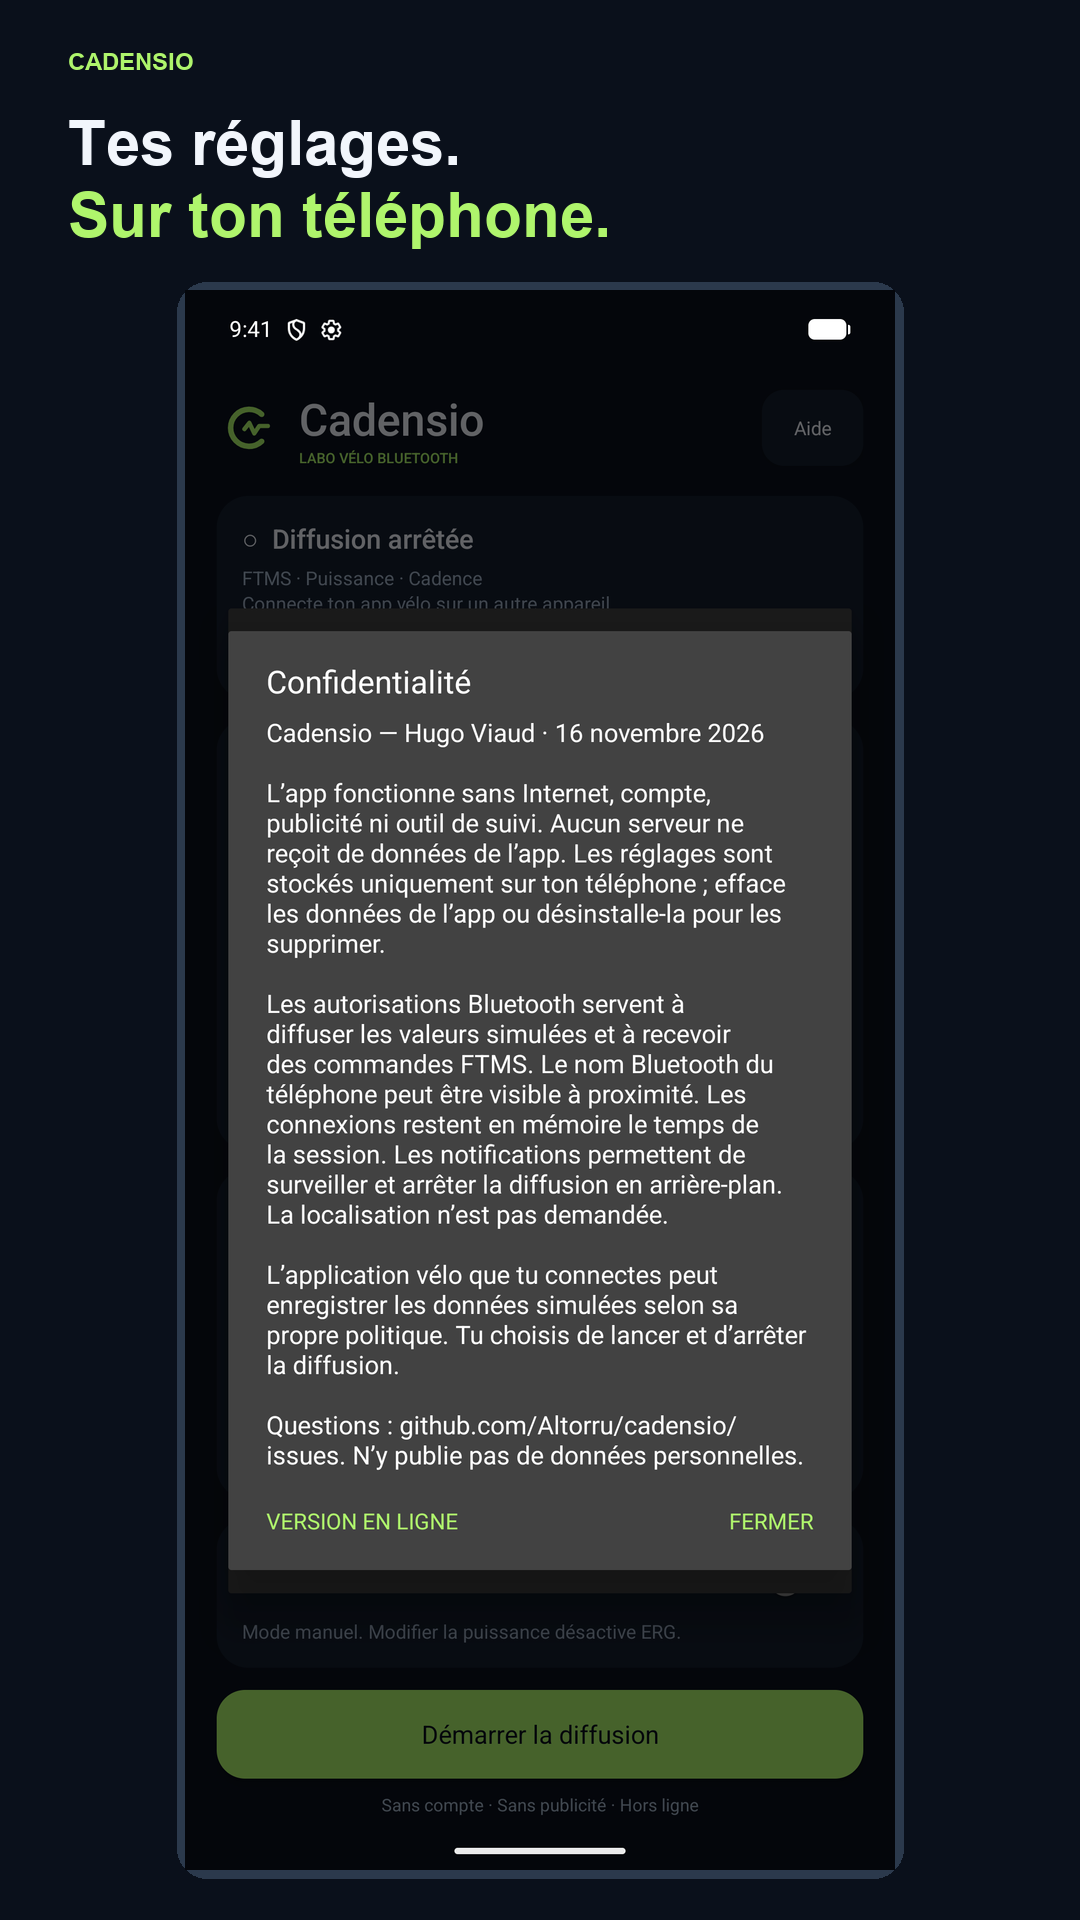 CADENSIO
Tes réglages.
Sur ton téléphone.
9:41
Cadensio
LABO VÉLO BLUETOOTH
Aide
Diffusion arrêtée
FTMS · Puissance · Cadence
Connecte ton app vélo sur un autre appareil
Confidentialité
Cadensio — Hugo Viaud · 16 novembre 2026
L’app fonctionne sans Internet, compte,
publicité ni outil de suivi. Aucun serveur ne
reçoit de données de l’app. Les réglages sont
stockés uniquement sur ton téléphone ; efface
les données de l’app ou désinstalle-la pour les
supprimer.
Les autorisations Bluetooth servent à
diffuser les valeurs simulées et à recevoir
des commandes FTMS. Le nom Bluetooth du
téléphone peut être visible à proximité. Les
connexions restent en mémoire le temps de
la session. Les notifications permettent de
surveiller et arrêter la diffusion en arrière-plan.
La localisation n’est pas demandée.
L’application vélo que tu connectes peut
enregistrer les données simulées selon sa
propre politique. Tu choisis de lancer et d’arrêter
la diffusion.
Questions : github.com/Altorru/cadensio/
issues. N’y publie pas de données personnelles.
VERSION EN LIGNE
FERMER
Mode manuel. Modifier la puissance désactive ERG.
Démarrer la diffusion
Sans compte · Sans publicité · Hors ligne